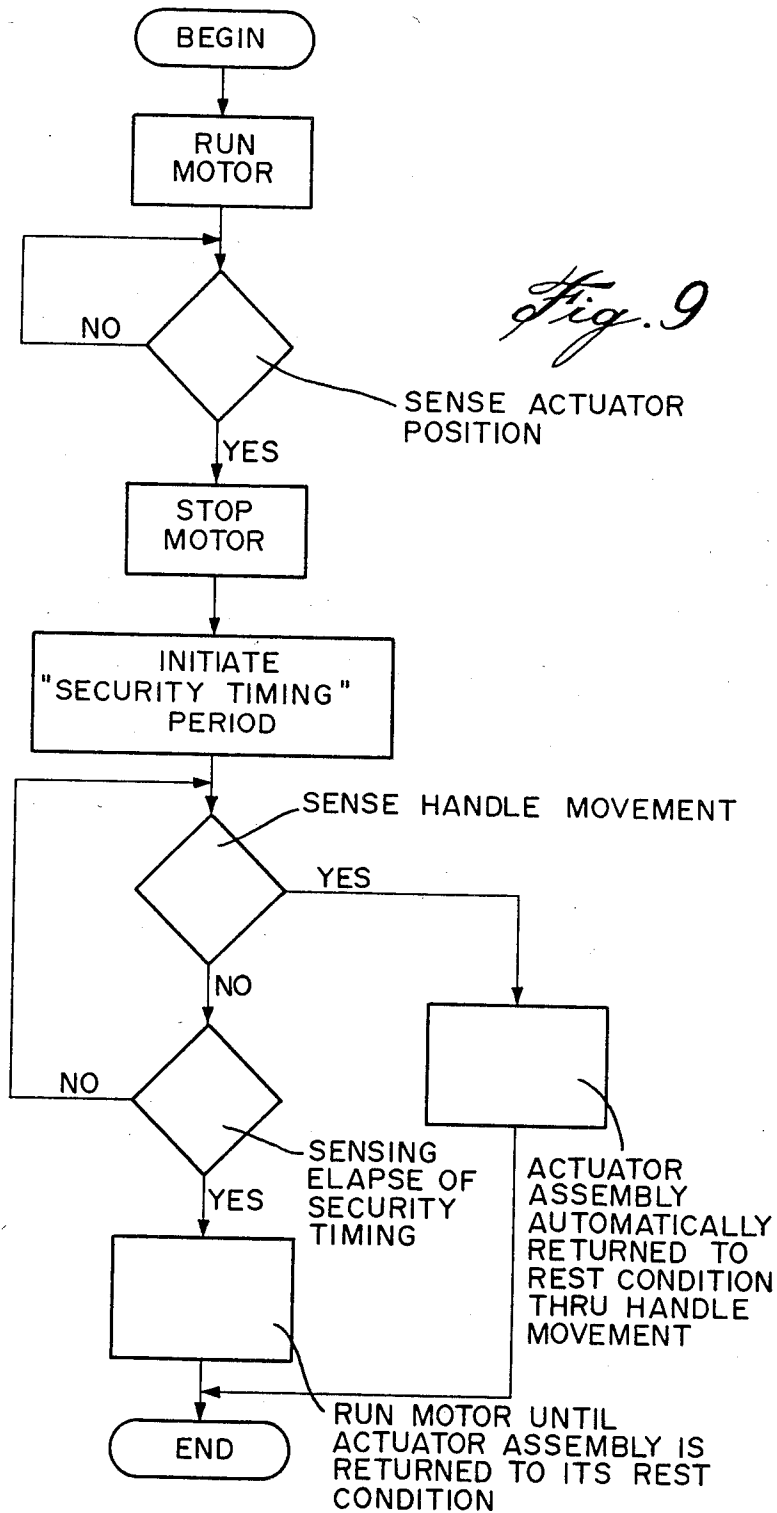 BEGIN
RUN
MOTOR
Fig. 9
NO
SENSE ACTUATOR
POSITION
YES
STOP
MOTOR
INITIATE
"SECURITY TIMING"
PERIOD
SENSE HANDLE MOVEMENT
YES
NO
NO
SENSING
ELAPSE OF
SECURITY
TIMING
YES
ACTUATOR
ASSEMBLY
AUTOMATICALLY
RETURNED TO
REST CONDITION
THRU HANDLE
MOVEMENT
RUN MOTOR UNTIL
ACTUATOR ASSEMBLY IS
RETURNED TO ITS REST
CONDITION
END